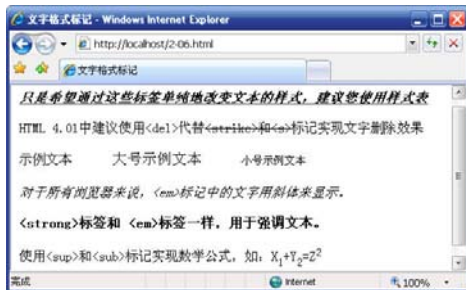 文字格式标记 - Windows Internet Explorer
http://localhost/2-06.html
文字格式标记
只是希望通过这些标签单纯地改变文本的样式，建议您使用样式表
HTML 4.01中建议使用<del>代替<strike>和<s>标记实现文字删除效果
示例文本 大号示例文本 小号示例文本
对于所有浏览器来说，<em>标记中的文字用斜体来显示。
<strong>标签和 <em>标签一样，用于强调文本。
使用<sup>和<sub>标记实现数学公式，如：X₁+Y₂=Z²
完成 Internet 100%